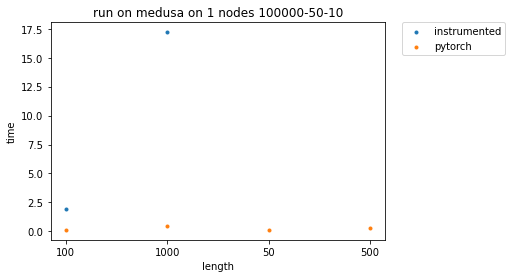 run on medusa on 1 nodes 100000-50-10
instrumented
pytorch
17.5
15.0
12.5
10.0
7.5
5.0
2.5
0.0
time
100 1000 50 500
length